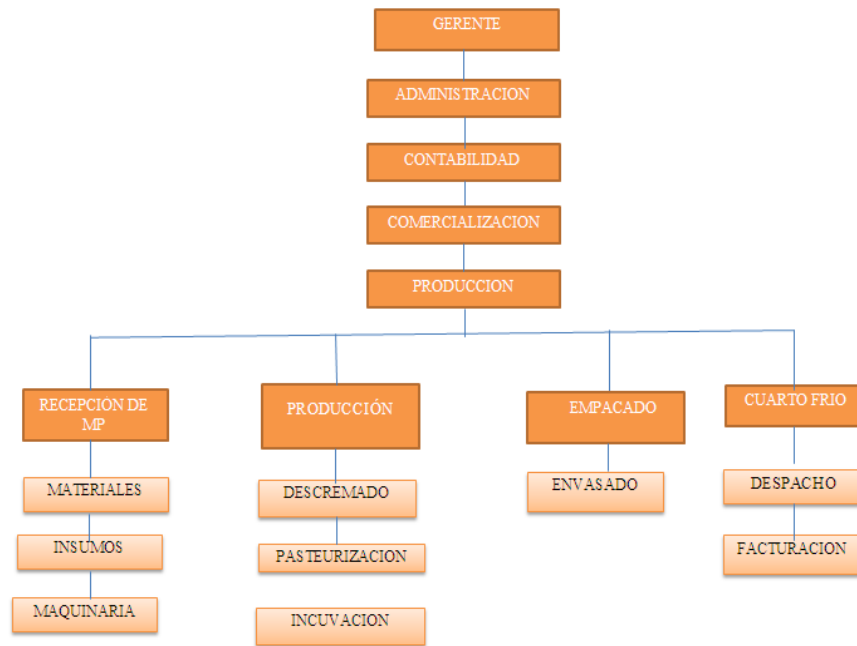 GERENTE
ADMINISTRACION
CONTABILIDAD
COMERCIALIZACION
PRODUCCION
RECEPCIÓN DE
MP
PRODUCCIÓN
EMPACADO
CUARTO FRIO
MATERIALES
DESCREMADO
ENVASADO
DESPACHO
INSUMOS
PASTEURIZACION
FACTURACION
MAQUINARIA
INCUVACION